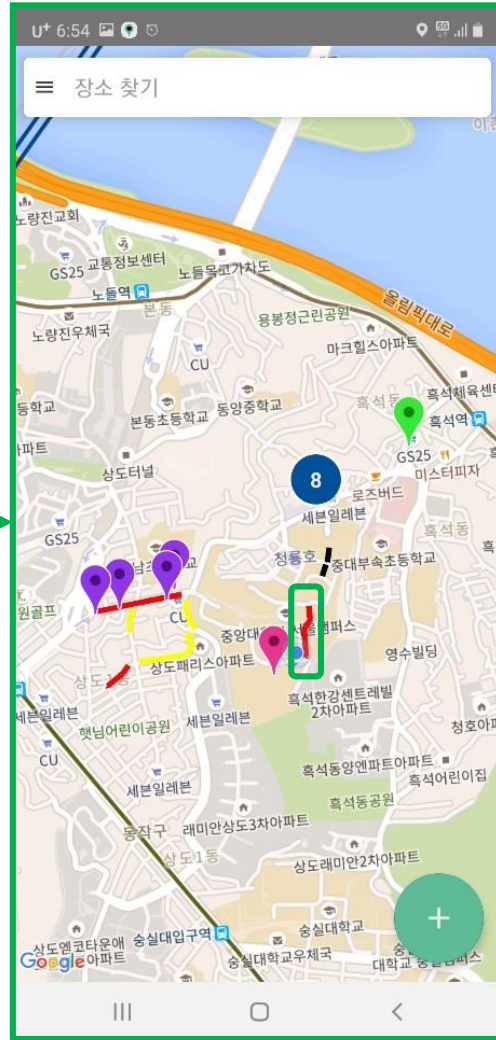 U+ 6:54
장소 찾기
노량진교회
GS25
교통정보센터
노들역
노들목고가차도
본동
올림픽대로
노량진우체국
용봉정근린공원
마크힐스아파트
CU
흑석동
흑석체육센터
흑석역
본동초등학교
동양중학교
GS25
미스터피자
상도터널
8
로즈버드
세븐일레븐
흑석동
GS25
청룡호
중대부속초등학교
CU
상도파리스아파트
영수빌딩
흑석한강센트레빌
2차아파트
세븐일레븐
햇님어린이공원
세븐일레븐
CU
흑석동양엔파트아파트
흑석어린이집
세븐일레븐
흑석동공원
동작구
래미안상도3차아파트
상도1동
상도래미안2차아파트
+
상도엘코타운애
아파트
숭실대입구역
숭실대학교
숭실대학교우체국
Google